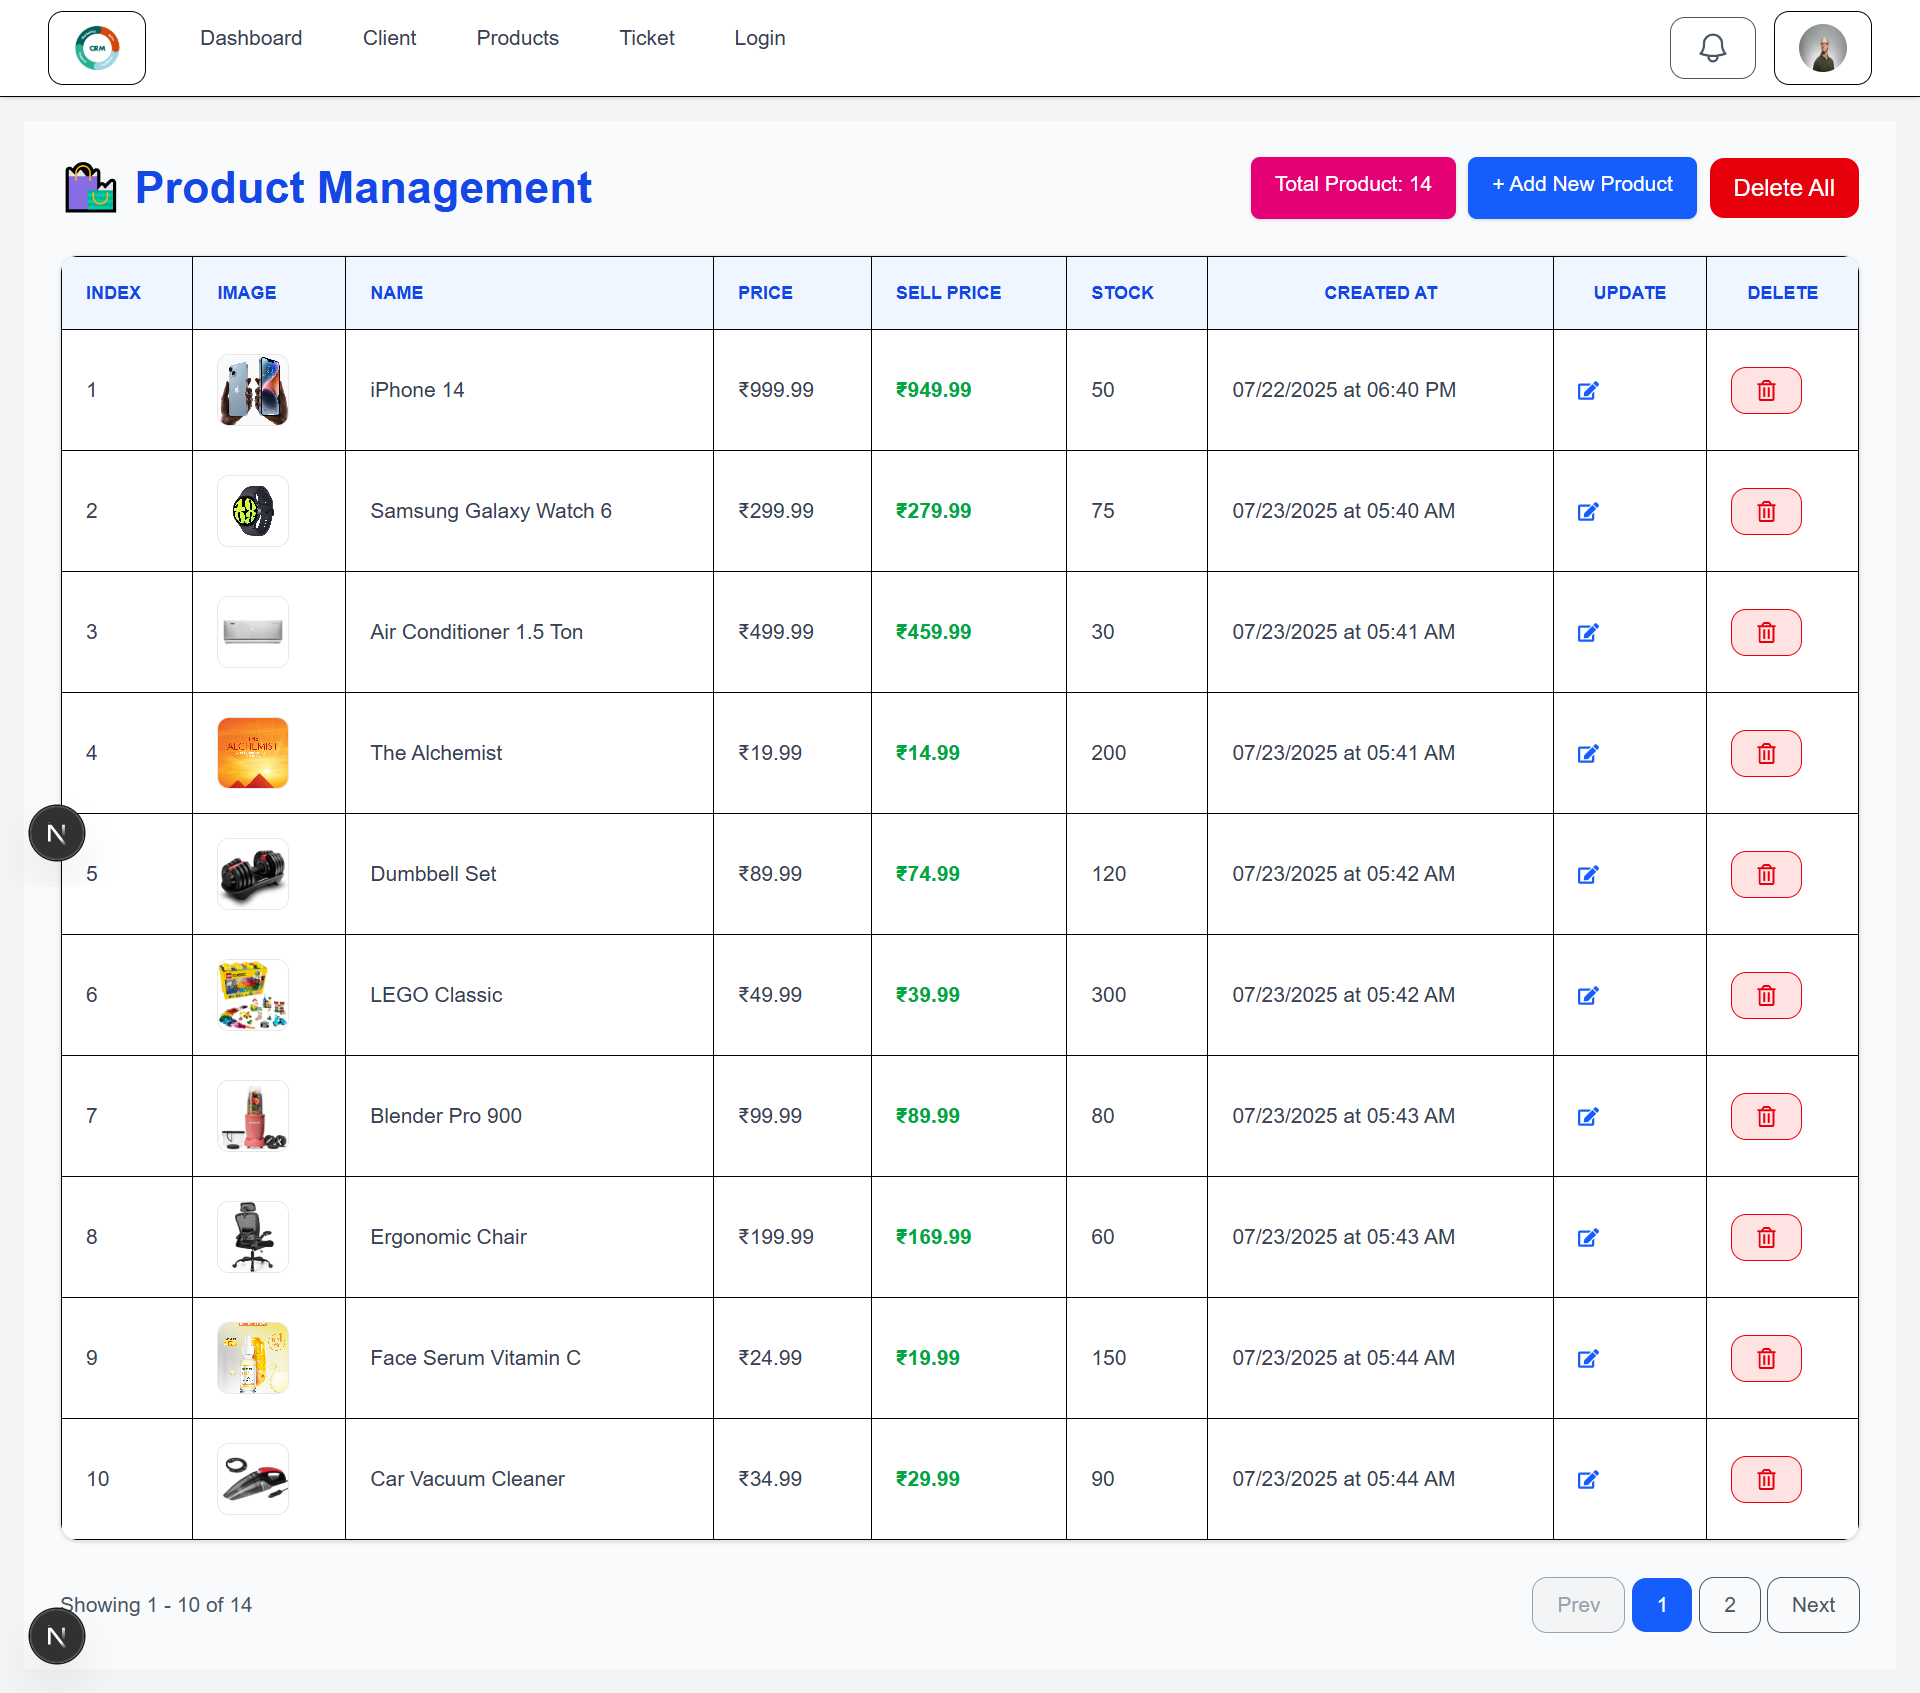 CRM
Dashboard
Client
Products
Ticket
Login
Product Management
Total Product: 14
+ Add New Product
Delete All
INDEX IMAGE NAME PRICE SELL PRICE STOCK CREATED AT UPDATE DELETE
1 iPhone 14 ₹999.99 ₹949.99 50 07/22/2025 at 06:40 PM
2 Samsung Galaxy Watch 6 ₹299.99 ₹279.99 75 07/23/2025 at 05:40 AM
3 Air Conditioner 1.5 Ton ₹499.99 ₹459.99 30 07/23/2025 at 05:41 AM
4 THE ALCHEMIST The Alchemist ₹19.99 ₹14.99 200 07/23/2025 at 05:41 AM
N
5 Dumbbell Set ₹89.99 ₹74.99 120 07/23/2025 at 05:42 AM
6 LEGO Classic ₹49.99 ₹39.99 300 07/23/2025 at 05:42 AM
7 Blender Pro 900 ₹99.99 ₹89.99 80 07/23/2025 at 05:43 AM
8 Ergonomic Chair ₹199.99 ₹169.99 60 07/23/2025 at 05:43 AM
9 Face Serum Vitamin C ₹24.99 ₹19.99 150 07/23/2025 at 05:44 AM
10 Car Vacuum Cleaner ₹34.99 ₹29.99 90 07/23/2025 at 05:44 AM
Showing 1 - 10 of 14
Prev 1 2 Next
N